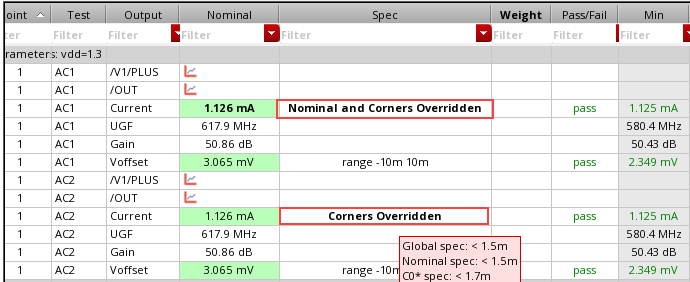 oint Test Output Nominal Spec Weight Pass/Fail Min
ter Filter Filter Filter Filter Filter Filter Filter
rameters: vdd=1.3
1 AC1 /V1/PLUS
1 AC1 /OUT
1 AC1 Current 1.126 mA Nominal and Corners Overridden pass 1.125 mA
1 AC1 UGF 617.9 MHz 580.4 MHz
1 AC1 Gain 50.86 dB 50.43 dB
1 AC1 Voffset 3.065 mV range -10m 10m pass 2.349 mV
1 AC2 /V1/PLUS
1 AC2 /OUT
1 AC2 Current 1.126 mA Corners Overridden pass 1.125 mA
1 AC2 UGF 617.9 MHz 580.4 MHz
1 AC2 Gain 50.86 dB 50.43 dB
1 AC2 Voffset 3.065 mV range -10m pass 2.349 mV
Global spec: < 1.5m
Nominal spec: < 1.5m
C0* spec: < 1.7m